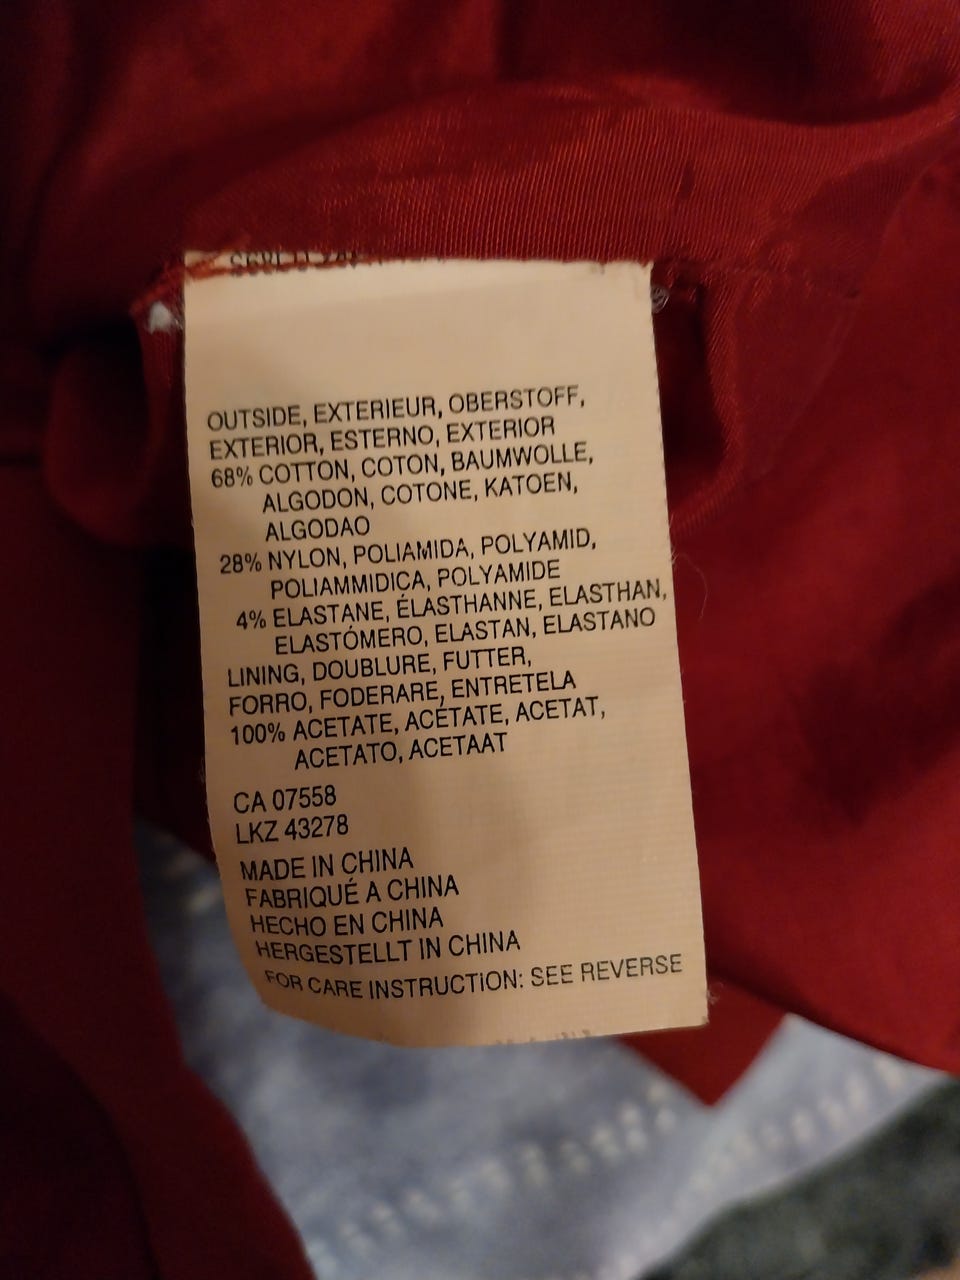 OUTSIDE, EXTERIEUR, OBERSTOFF,
EXTERIOR, ESTERNO, EXTERIOR
68% COTTON, COTON, BAUMWOLLE,
ALGODON, COTONE, KATOEN,
ALGODAO
28% NYLON, POLIAMIDA, POLYAMID,
POLIAMMIDICA, POLYAMIDE
4% ELASTANE, ÉLASTHANNE, ELASTHAN,
ELASTÓMERO, ELASTAN, ELASTANO
LINING, DOUBLURE, FUTTER,
FORRO, FODERARE, ENTRETELA
100% ACETATE, ACÉTATE, ACETAT,
ACETATO, ACETAAT
CA 07558
LKZ 43278
MADE IN CHINA
FABRIQUÉ A CHINA
HECHO EN CHINA
HERGESTELLT IN CHINA
FOR CARE INSTRUCTION: SEE REVERSE